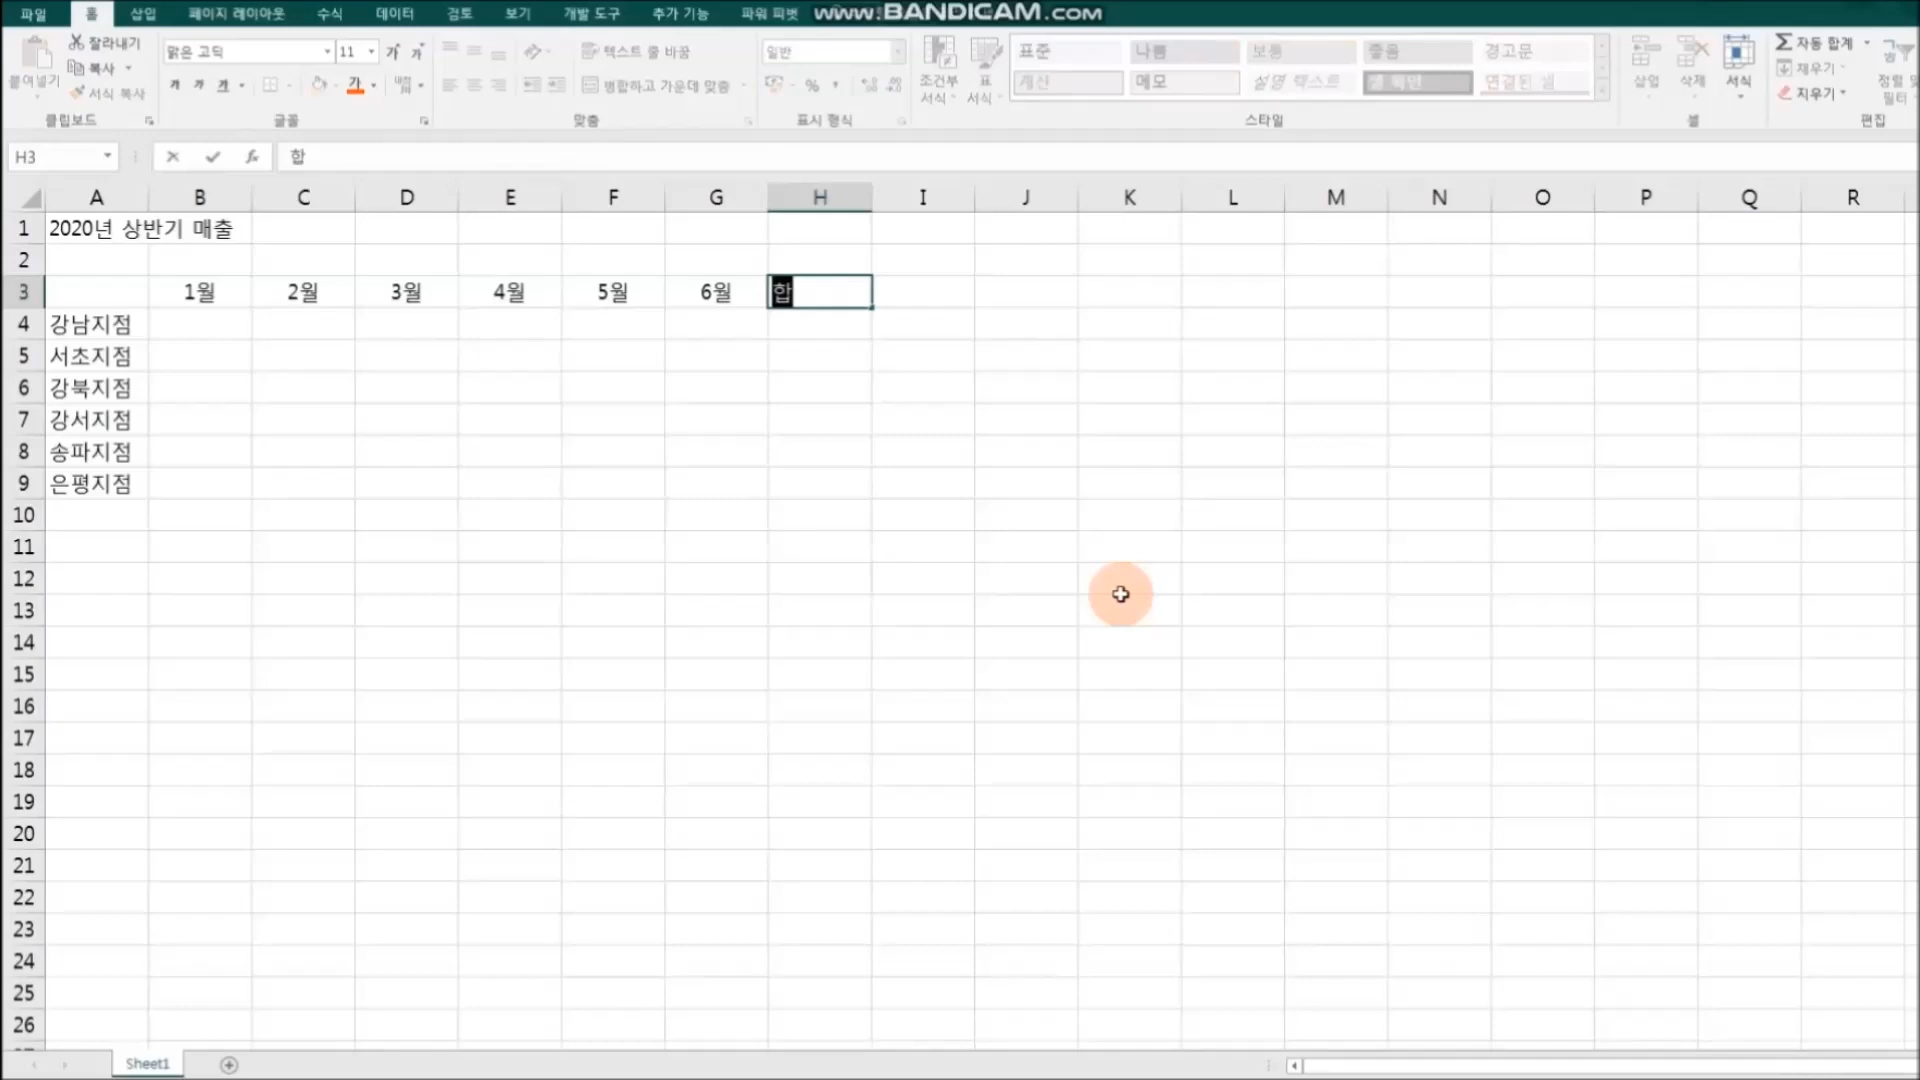 파일 홈 삽입 페이지 레이아웃 수식 데이터 검토 보기 개발 도구 추가 기능 파워 피벗 www.BANDICAM.com
붙여넣기 잘라내기 맑은 고딕 11 가 가 텍스트 줄 바꿈 일반 조건부 서식 표 서식 표준 나쁨 보통 좋음 경고문 삽입 삭제 서식 Σ 자동 합계
복사 채우기
서식 복사 가 가 가 가 병합하고 가운데 맞춤 % , 계산 메모 설명 텍스트 셀 확인 연결된 셀 지우기 정렬 및 필터
클립보드 글꼴 맞춤 표시 형식 스타일 셀 편집
H3 fx 합
A B C D E F G H I J K L M N O P Q R
1 2020년 상반기 매출
2
3 1월 2월 3월 4월 5월 6월 합
4 강남지점
5 서초지점
6 강북지점
7 강서지점
8 송파지점
9 은평지점
10
11
12
13
14
15
16
17
18
19
20
21
22
23
24
25
26
Sheet1